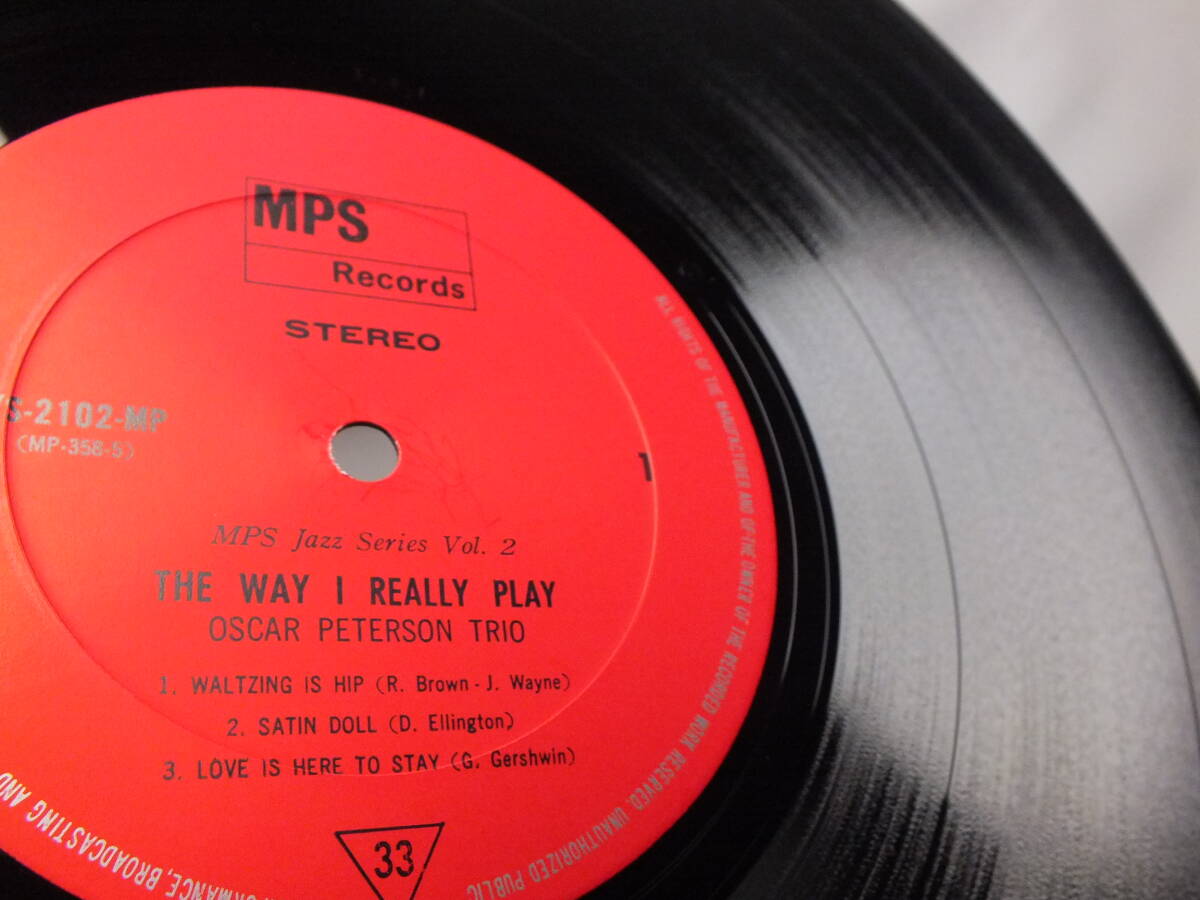 MPS
Records
STEREO
S-2102-MP
(MP-358-S)
1
MPS Jazz Series Vol. 2
THE WAY I REALLY PLAY
OSCAR PETERSON TRIO
1. WALTZING IS HIP (R. Brown - J. Wayne)
2. SATIN DOLL (D. Ellington)
3. LOVE IS HERE TO STAY (G. Gershwin)
33
ALL RIGHTS OF THE MANUFACTURER AND OF THE OWNER OF THE RECORDED WORK RESERVED. UNAUTHORIZED PUBLIC
RMANCE, BROADCASTING AND